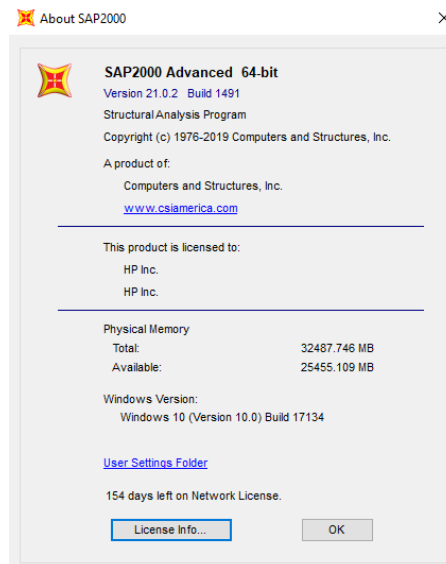 About SAP2000
SAP2000 Advanced 64-bit
Version 21.0.2 Build 1491
Structural Analysis Program
Copyright (c) 1976-2019 Computers and Structures, Inc.
A product of:
Computers and Structures, Inc.
www.csiamerica.com
This product is licensed to:
HP Inc.
HP Inc.
Physical Memory
Total: 32487.746 MB
Available: 25455.109 MB
Windows Version:
Windows 10 (Version 10.0) Build 17134
User Settings Folder
154 days left on Network License.
License Info... OK